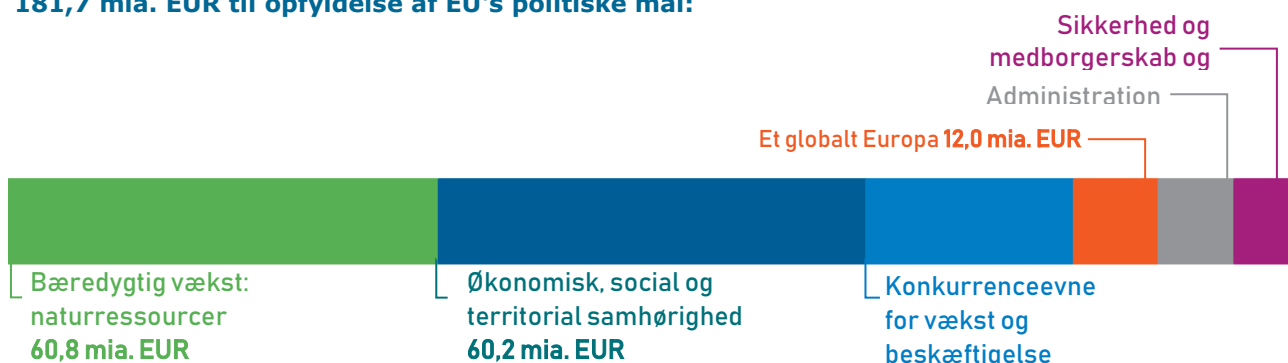 181,7 mia. EUR til opfyldelse af EU's politiske mål:
Sikkerhed og
medborgerskab og
Administration
Et globalt Europa 12,0 mia. EUR
Bæredygtig vækst:
naturressourcer
60,8 mia. EUR
Økonomisk, social og
territorial samhørighed
60,2 mia. EUR
Konkurrenceevne
for vækst og
beskæftigelse